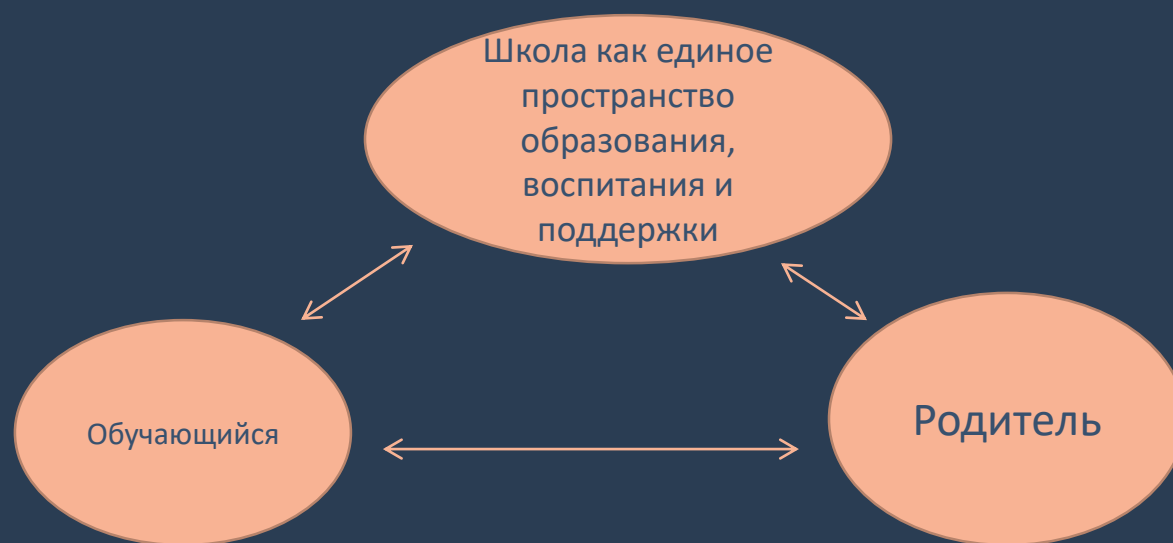 Школа как единое
пространство
образования,
воспитания и
поддержки
Обучающийся
Родитель